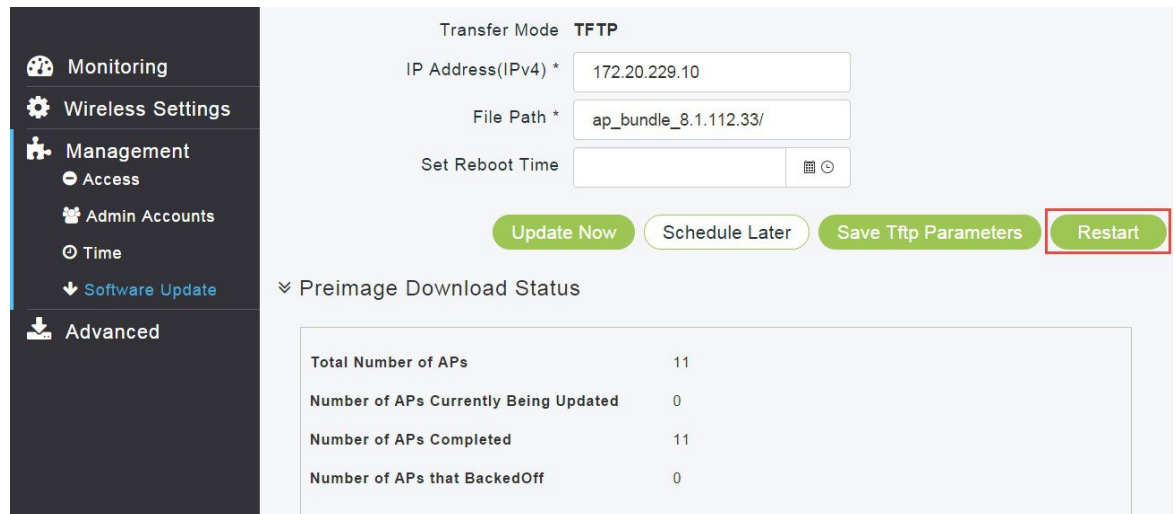 Transfer Mode TFTP
Monitoring
IP Address(IPv4) * 172.20.229.10
Wireless Settings
File Path * ap_bundle_8.1.112.33/
Management
Set Reboot Time
Access
Admin Accounts
Update Now Schedule Later Save Tftp Parameters Restart
Time
Software Update
Preimage Download Status
Advanced
Total Number of APs 11
Number of APs Currently Being Updated 0
Number of APs Completed 11
Number of APs that BackedOff 0